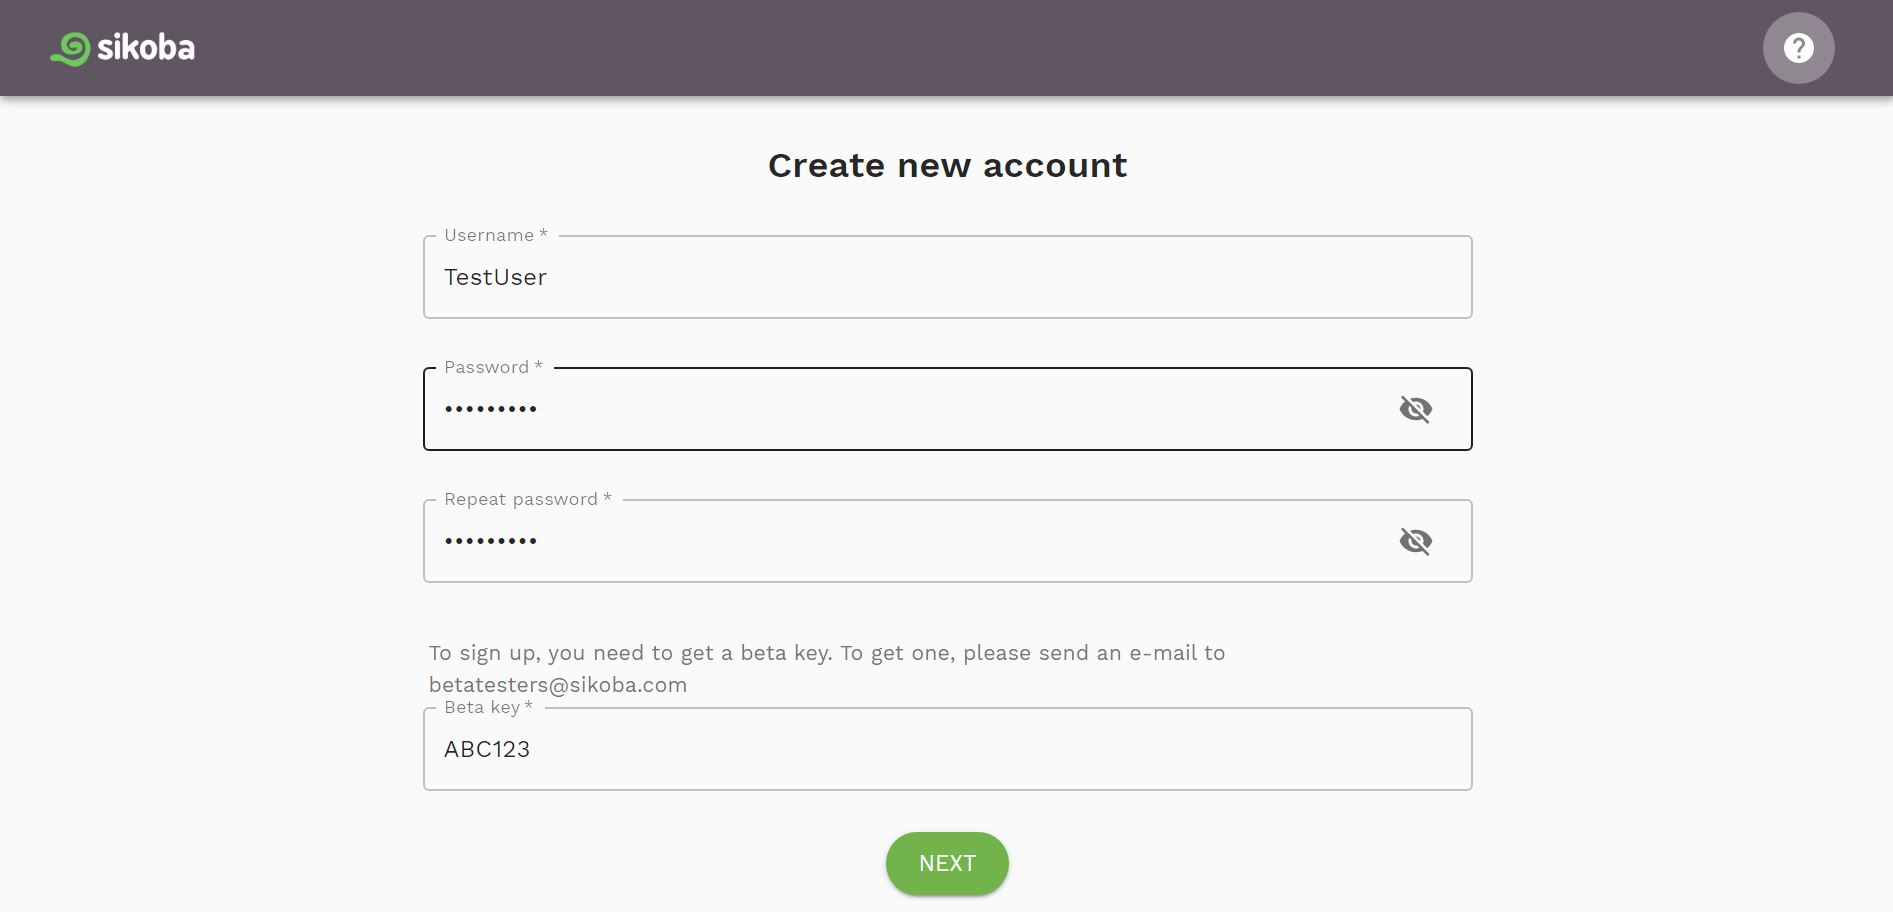 sikoba
Create new account
Username *
TestUser
Password *
•••••••••
Repeat password *
•••••••••
To sign up, you need to get a beta key. To get one, please send an e-mail to
betatesters@sikoba.com
Beta key *
ABC123
NEXT